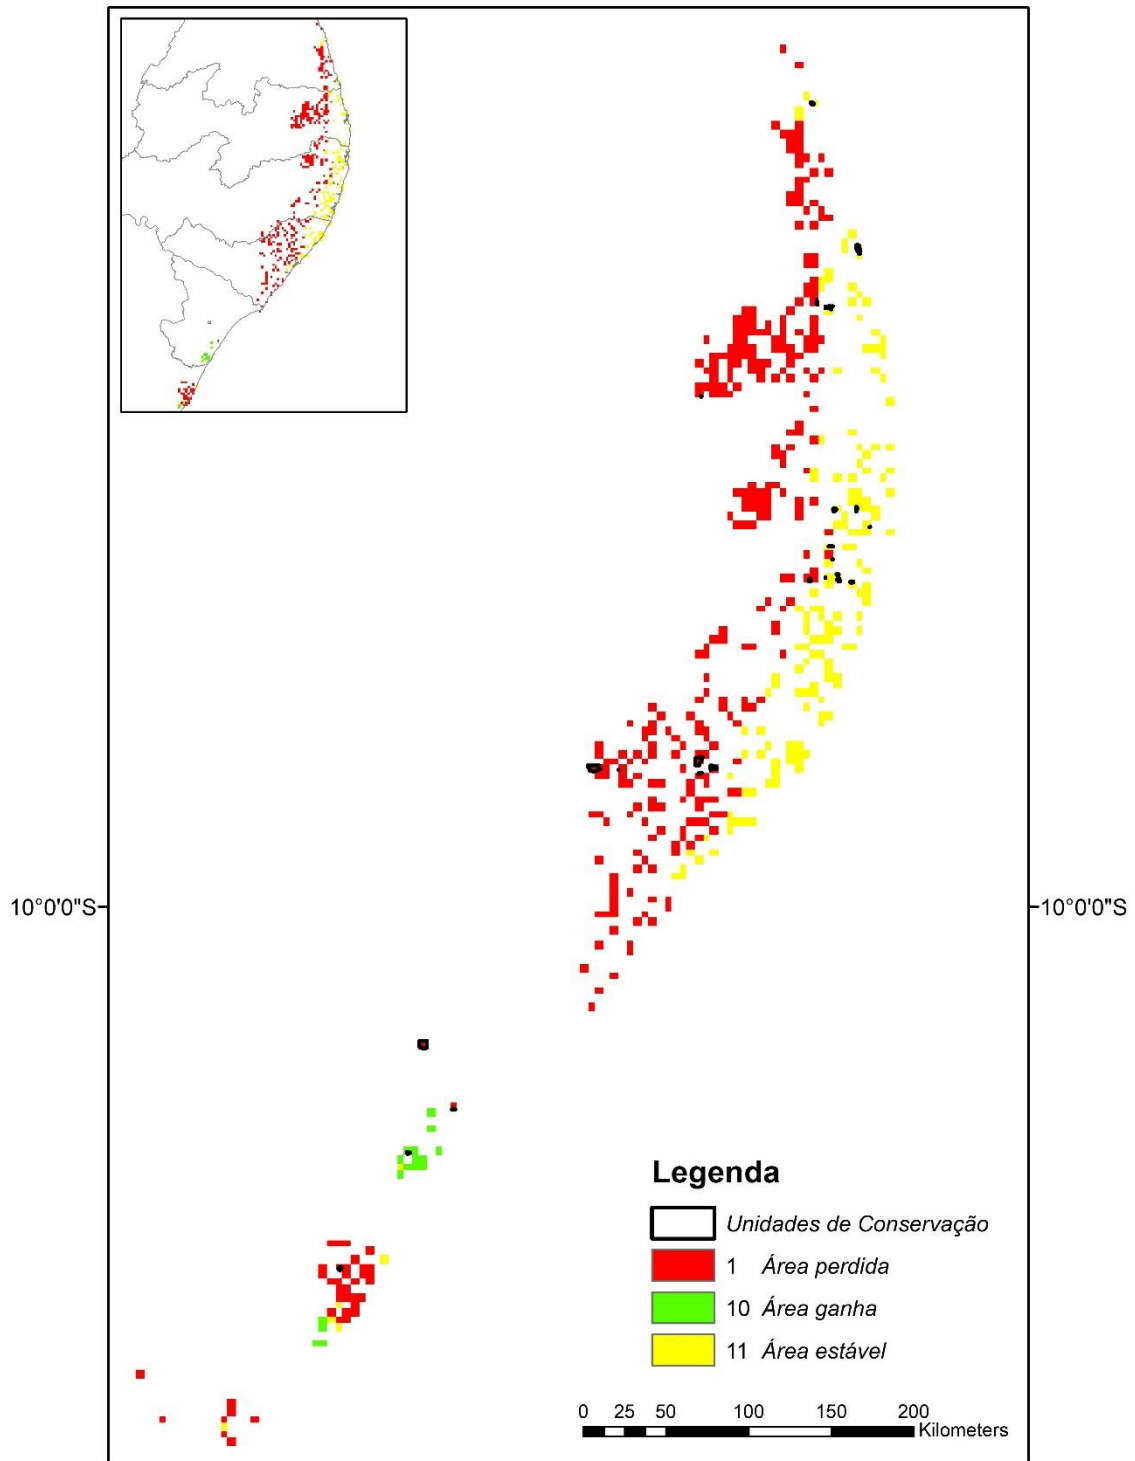 10°0'0"S
10°0'0"S
Legenda
Unidades de Conservação
1 Área perdida
10 Área ganha
11 Área estável
0 25 50 100 150 200
Kilometers